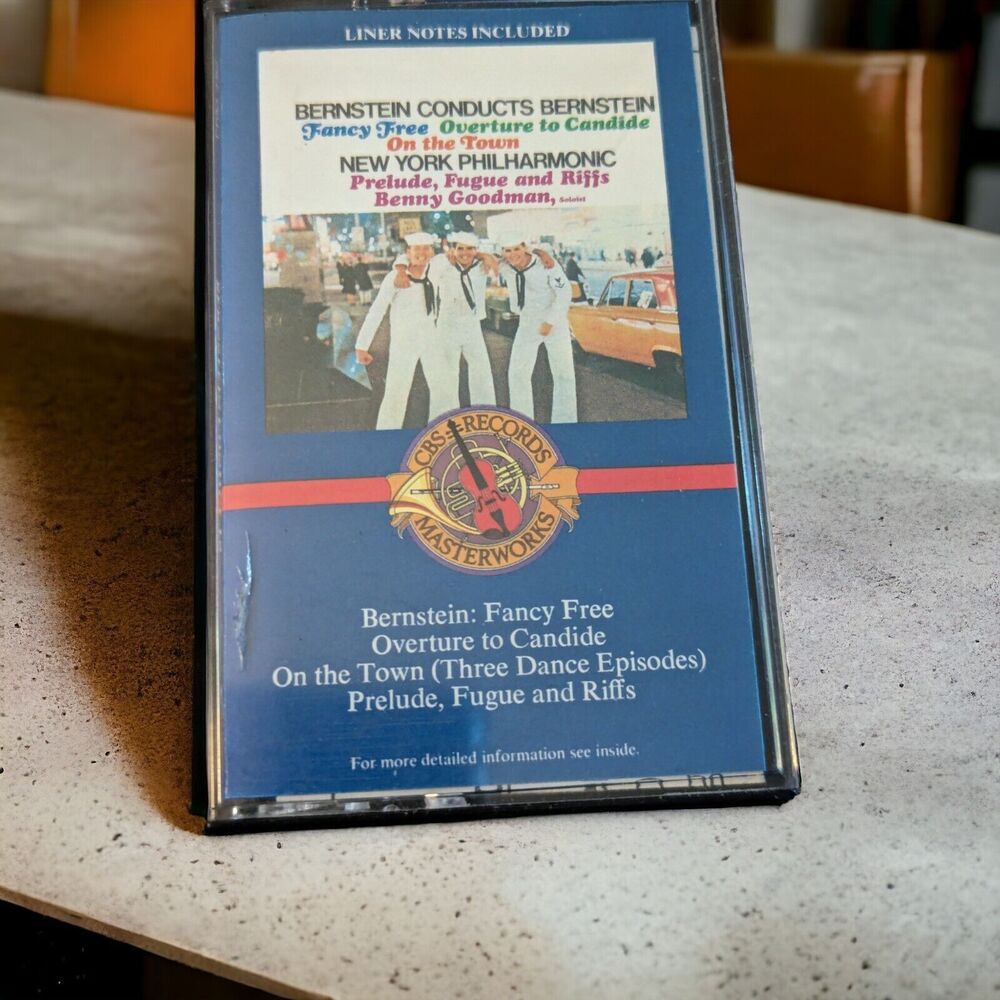 LINER NOTES INCLUDED
BERNSTEIN CONDUCTS BERNSTEIN
Fancy Free Overture to Candide
On the Town
NEW YORK PHILHARMONIC
Prelude, Fugue and Riffs
Benny Goodman, Soloist
CBS RECORDS
MASTERWORKS
Bernstein: Fancy Free
Overture to Candide
On the Town (Three Dance Episodes)
Prelude, Fugue and Riffs
For more detailed information see inside.